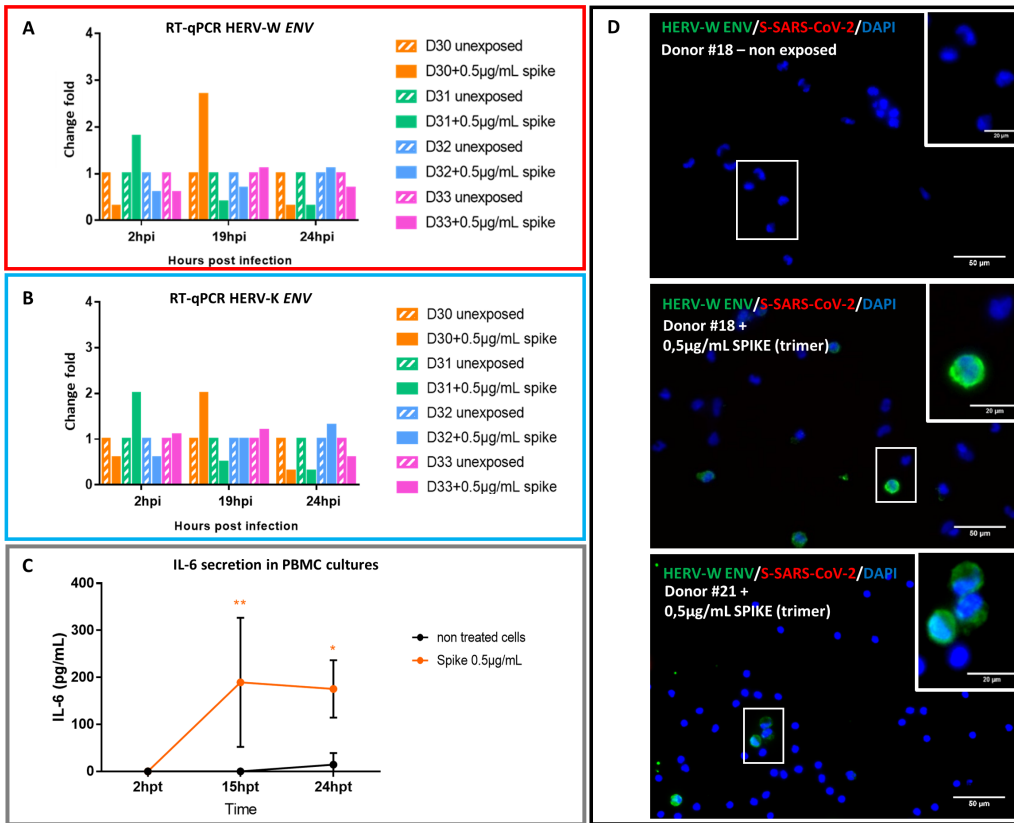 A
RT-qPCR HERV-W ENV
Change fold
4
2
1
0
2hpi
19hpi
24hpi
Hours post infection
D30 unexposed
D30+0.5µg/mL spike
D31 unexposed
D31+0.5µg/mL spike
D32 unexposed
D32+0.5µg/mL spike
D33 unexposed
D33+0.5µg/mL spike
B
RT-qPCR HERV-K ENV
Change fold
4
2
1
0
2hpi
19hpi
24hpi
Hours post infection
D30 unexposed
D30+0.5µg/mL spike
D31 unexposed
D31+0.5µg/mL spike
D32 unexposed
D32+0.5µg/mL spike
D33 unexposed
D33+0.5µg/mL spike
C
IL-6 secretion in PBMC cultures
IL-6 (pg/mL)
400
300
200
100
0
**
*
2hpt
15hpt
24hpt
Time
non treated cells
Spike 0.5µg/mL
D
HERV-W ENV/S-SARS-CoV-2/DAPI
Donor #18 – non exposed
20 µm
50 µm
HERV-W ENV/S-SARS-CoV-2/DAPI
Donor #18 +
0,5µg/mL SPIKE (trimer)
20 µm
50 µm
HERV-W ENV/S-SARS-CoV-2/DAPI
Donor #21 +
0,5µg/mL SPIKE (trimer)
20 µm
50 µm